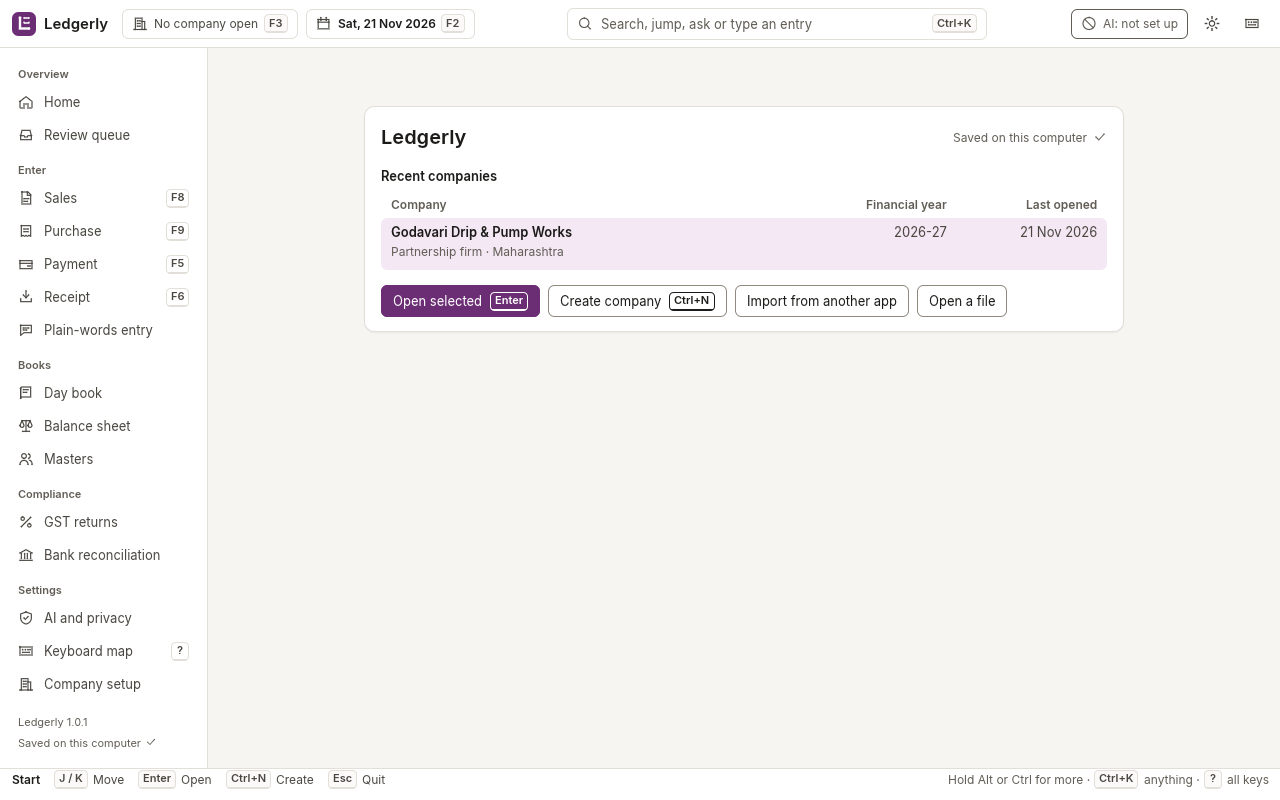 Ledgerly
No company open F3
Sat, 21 Nov 2026 F2
Search, jump, ask or type an entry Ctrl+K
AI: not set up
Overview
Home
Review queue
Enter
Sales F8
Purchase F9
Payment F5
Receipt F6
Plain-words entry
Books
Day book
Balance sheet
Masters
Compliance
GST returns
Bank reconciliation
Settings
AI and privacy
Keyboard map ?
Company setup
Ledgerly 1.0.1
Saved on this computer
Ledgerly
Saved on this computer
Recent companies
Company Financial year Last opened
Godavari Drip & Pump Works 2026-27 21 Nov 2026
Partnership firm · Maharashtra
Open selected Enter
Create company Ctrl+N
Import from another app
Open a file
Start J / K Move Enter Open Ctrl+N Create Esc Quit
Hold Alt or Ctrl for more · Ctrl+K anything · ? all keys